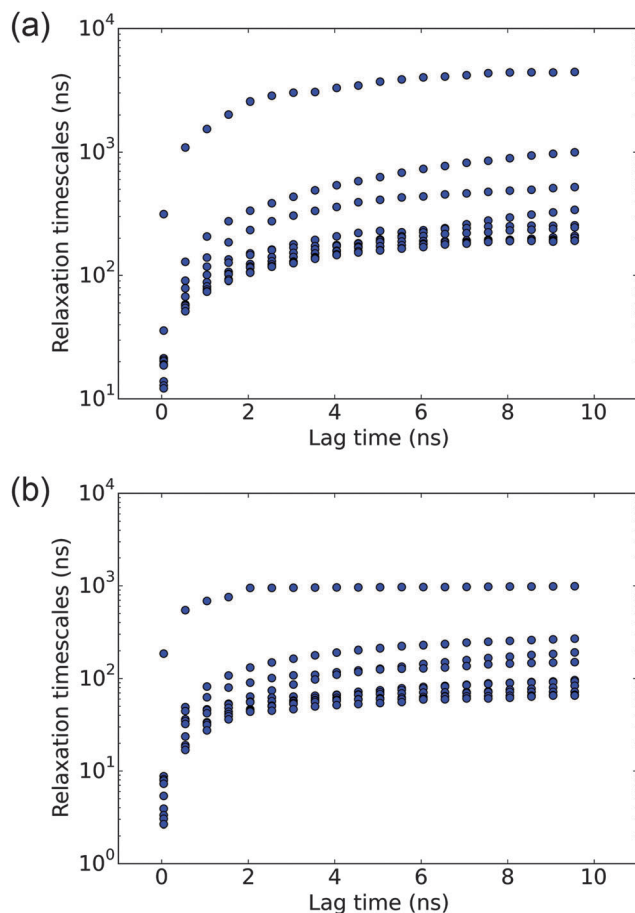 (a)
10^4
10^3
10^2
10^1
Relaxation timescales (ns)
0 2 4 6 8 10
Lag time (ns)
(b)
10^4
10^3
10^2
10^1
10^0
Relaxation timescales (ns)
0 2 4 6 8 10
Lag time (ns)